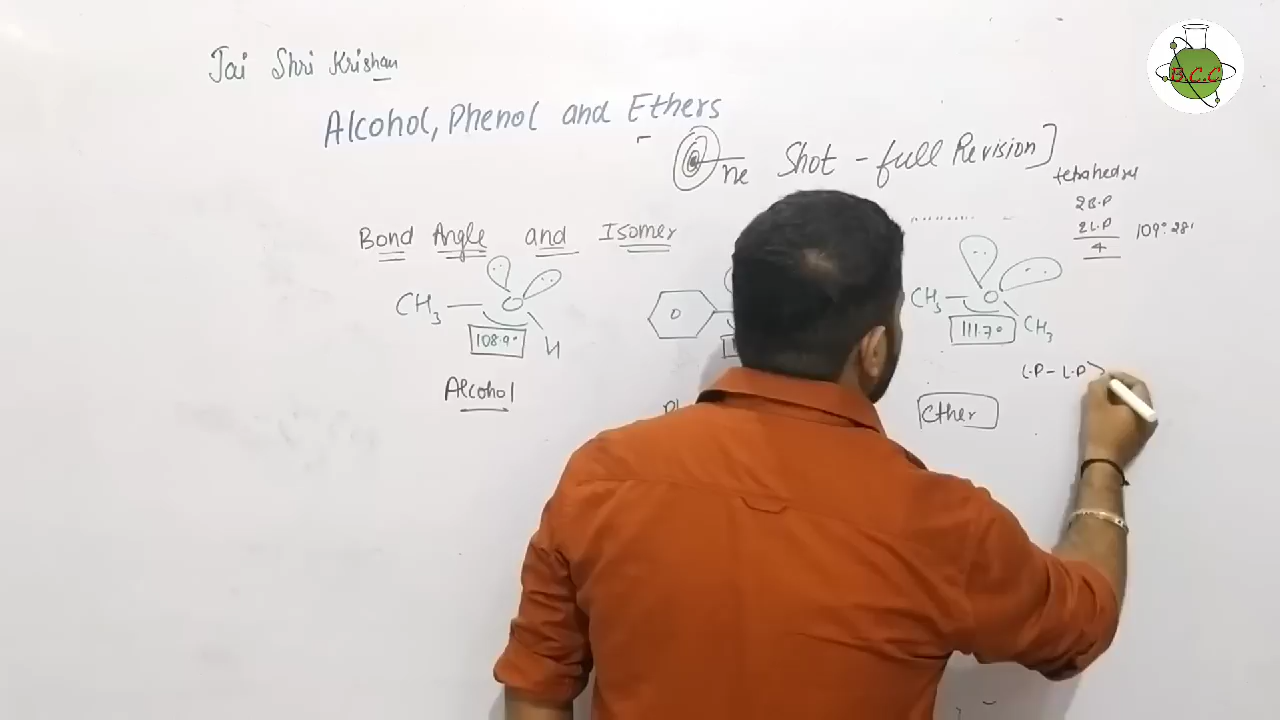 Jai Shri Krishan
B.C.C
Alcohol, Phenol and Ethers
One Shot - full Revision]
tetrahedral
2B.P
2L.P 109°.28'
4
Bond Angle and Isomer
CH3 O H
108.9°
Alcohol
CH3 O CH3
111.7°
Ether
L.P - L.P >